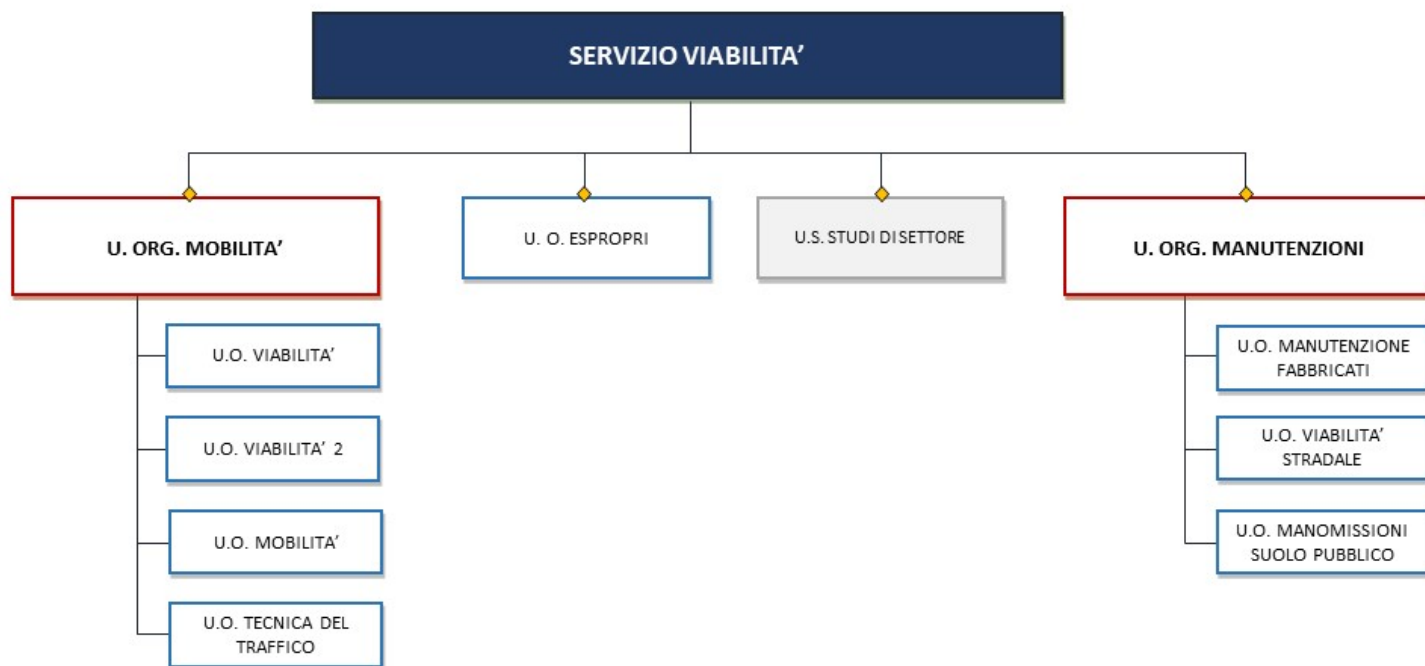 SERVIZIO VIABILITA’
U. ORG. MOBILITA’
U. O. ESPROPRI
U.S. STUDI DI SETTORE
U. ORG. MANUTENZIONI
U.O. VIABILITA’
U.O. VIABILITA’ 2
U.O. MOBILITA’
U.O. TECNICA DEL
TRAFFICO
U.O. MANUTENZIONE
FABBRICATI
U.O. VIABILITA’
STRADALE
U.O. MANOMISSIONI
SUOLO PUBBLICO